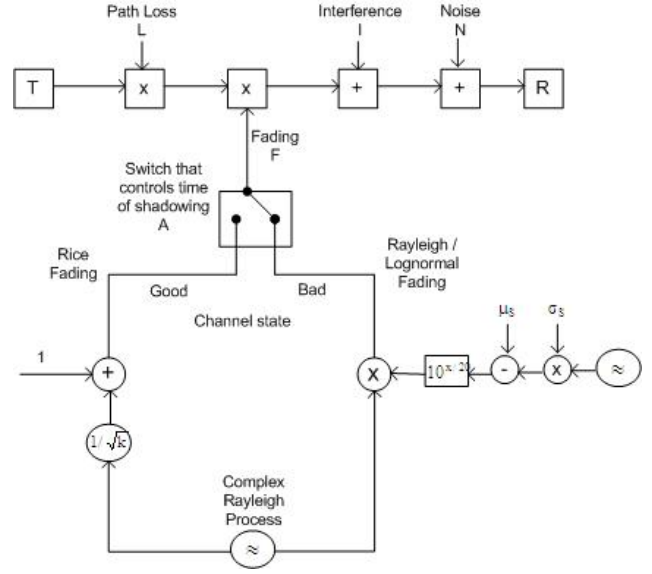 Path Loss
L
Interference
I
Noise
N
T
x
x
+
+
R
Fading
F
Switch that
controls time
of shadowing
A
Rice
Fading
Rayleigh /
Lognormal
Fading
Good
Bad
Channel state
μs
σs
1
+
x
10^x/20
-
x
≈
1/√k
Complex
Rayleigh
Process
≈